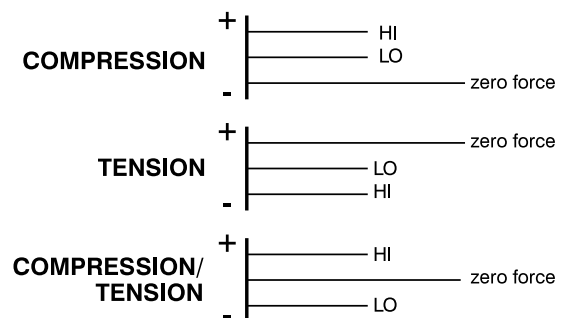 +
HI
LO
COMPRESSION
zero force
-
+
zero force
TENSION
LO
HI
-
+
HI
COMPRESSION/
TENSION
zero force
LO
-